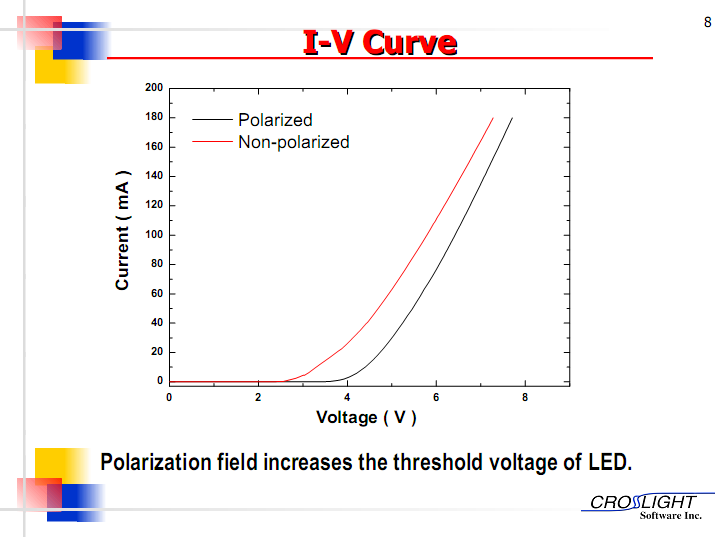 8
I-V Curve
200
180
160
140
120
100
80
60
40
20
0
Polarized
Non-polarized
Current ( mA )
0 2 4 6 8
Voltage ( V )
Polarization field increases the threshold voltage of LED.
CROSSLIGHT
Software Inc.